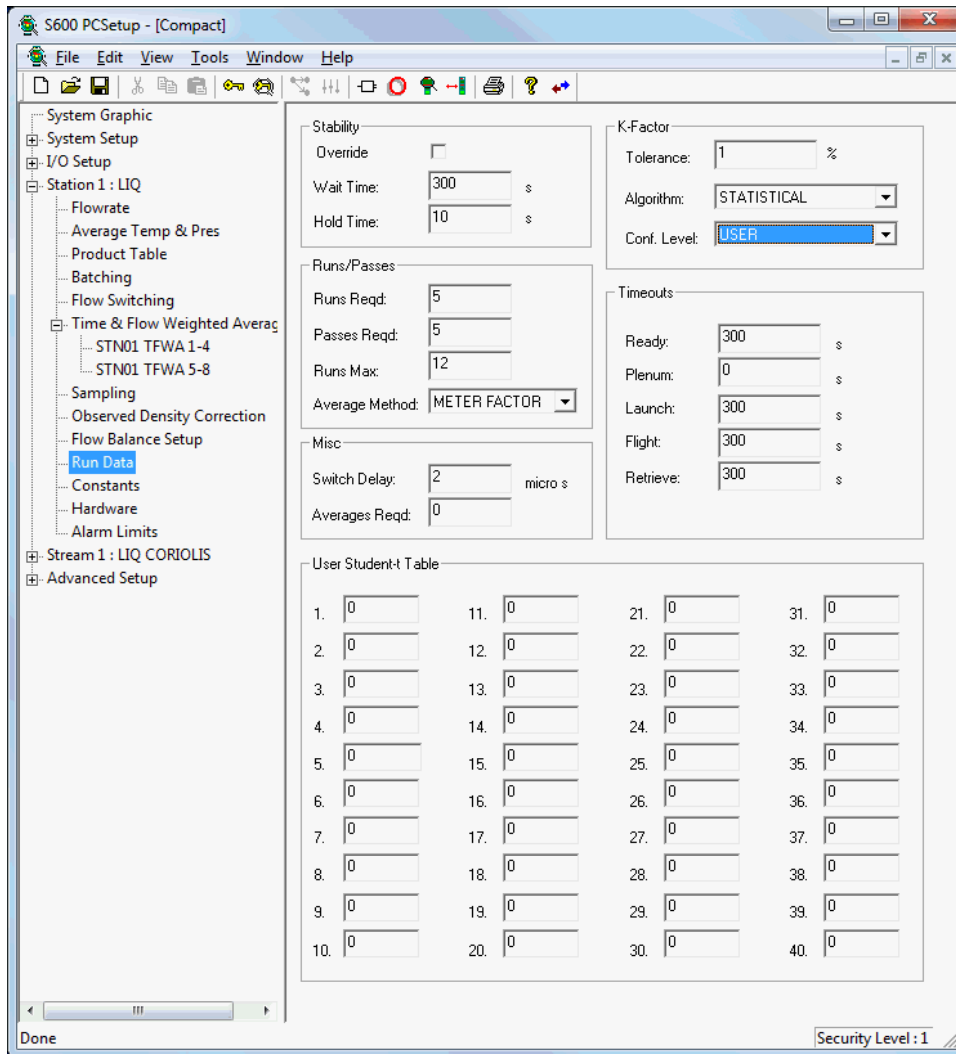 S600 PCSetup - [Compact]
File Edit View Tools Window Help
System Graphic
System Setup
I/O Setup
Station 1 : LIQ
Flowrate
Average Temp & Pres
Product Table
Batching
Flow Switching
Time & Flow Weighted Averag
STN01 TFWA 1-4
STN01 TFWA 5-8
Sampling
Observed Density Correction
Flow Balance Setup
Run Data
Constants
Hardware
Alarm Limits
Stream 1 : LIQ CORIOLIS
Advanced Setup
Stability
Override
Wait Time: 300 s
Hold Time: 10 s
Runs/Passes
Runs Reqd: 5
Passes Reqd: 5
Runs Max: 12
Average Method: METER FACTOR
Misc
Switch Delay: 2 micro s
Averages Reqd: 0
K-Factor
Tolerance: 1 %
Algorithm: STATISTICAL
Conf. Level: USER
Timeouts
Ready: 300 s
Plenum: 0 s
Launch: 300 s
Flight: 300 s
Retrieve: 300 s
User Student-t Table
1. 0 11. 0 21. 0 31. 0
2. 0 12. 0 22. 0 32. 0
3. 0 13. 0 23. 0 33. 0
4. 0 14. 0 24. 0 34. 0
5. 0 15. 0 25. 0 35. 0
6. 0 16. 0 26. 0 36. 0
7. 0 17. 0 27. 0 37. 0
8. 0 18. 0 28. 0 38. 0
9. 0 19. 0 29. 0 39. 0
10. 0 20. 0 30. 0 40. 0
Done
Security Level : 1